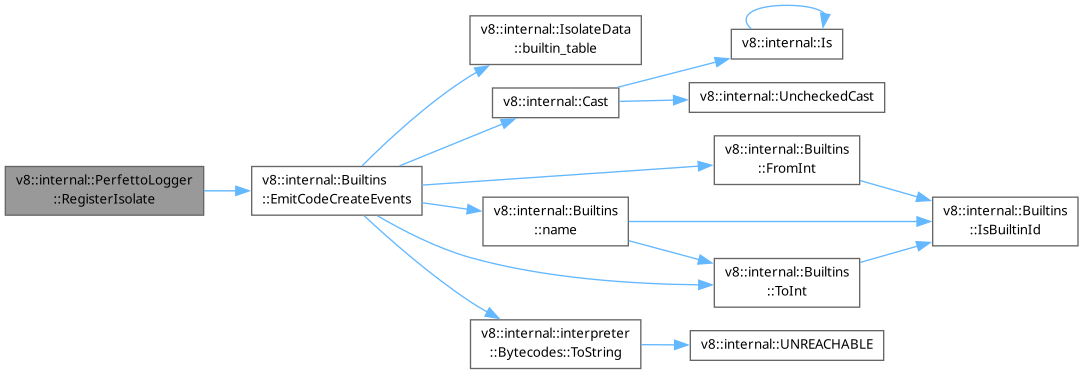 v8::internal::PerfettoLogger
::RegisterIsolate
v8::internal::Builtins
::EmitCodeCreateEvents
v8::internal::IsolateData
::builtin_table
v8::internal::Cast
v8::internal::Is
v8::internal::UncheckedCast
v8::internal::Builtins
::FromInt
v8::internal::Builtins
::name
v8::internal::Builtins
::IsBuiltinId
v8::internal::Builtins
::ToInt
v8::internal::interpreter
::Bytecodes::ToString
v8::internal::UNREACHABLE